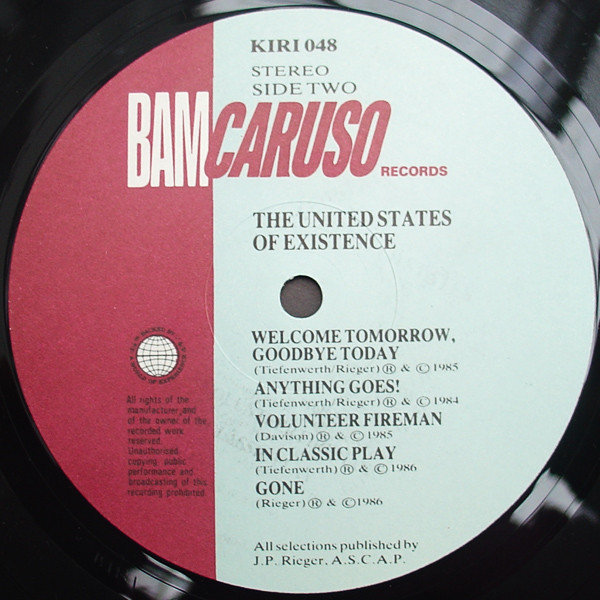 KIRI 048
STEREO
SIDE TWO
BAM CARUSO RECORDS
THE UNITED STATES
OF EXISTENCE
WELCOME TOMORROW,
GOODBYE TODAY
(Tiefenwerth/Rieger) Ⓡ & © 1985
ANYTHING GOES!
(Tiefenwerth/Rieger) Ⓡ & © 1984
VOLUNTEER FIREMAN
(Davison) Ⓡ & © 1985
IN CLASSIC PLAY
(Tiefenwerth) Ⓡ & © 1986
GONE
(Rieger) Ⓡ & © 1986
All selections published by
J.P. Rieger, A.S.C.A.P.
All rights of the
manufacturer, and
of the owner of the
recorded work
reserved.
Unauthorised
copying public
performance and
broadcasting of this
recording prohibited